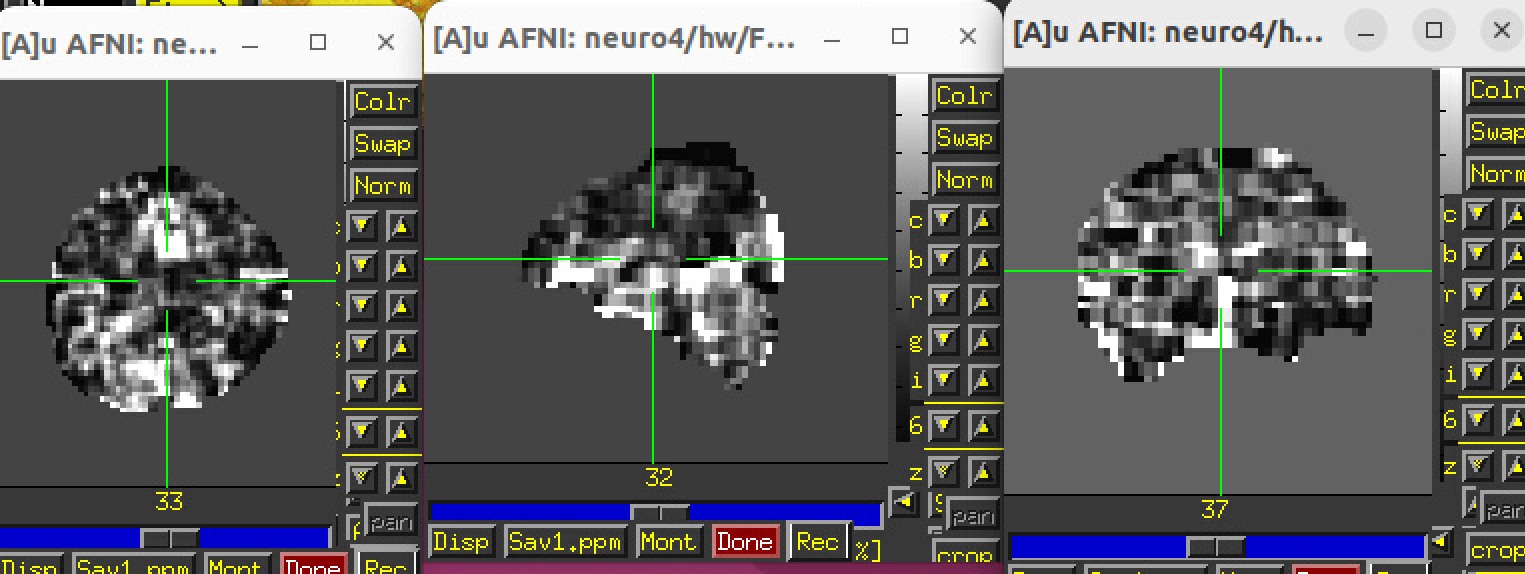 [A]u AFNI: ne...
Colr
Swap
Norm
33
pan
Disp
Sav1.ppm
Mont
Done
Rec
[A]u AFNI: neuro4/hw/F...
Colr
Swap
Norm
c
b
r
g
i
6
z
32
pan
crop
Disp
Sav1.ppm
Mont
Done
Rec
%]
[A]u AFNI: neuro4/h...
Colr
Swap
Norm
c
b
r
g
i
6
z
37
pan
crop